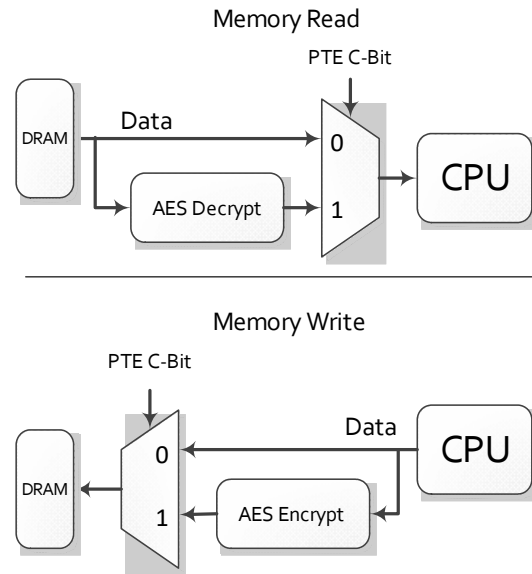 Memory Read
PTE C-Bit
DRAM
Data
0
AES Decrypt
1
CPU
Memory Write
PTE C-Bit
DRAM
0
Data
CPU
1
AES Encrypt